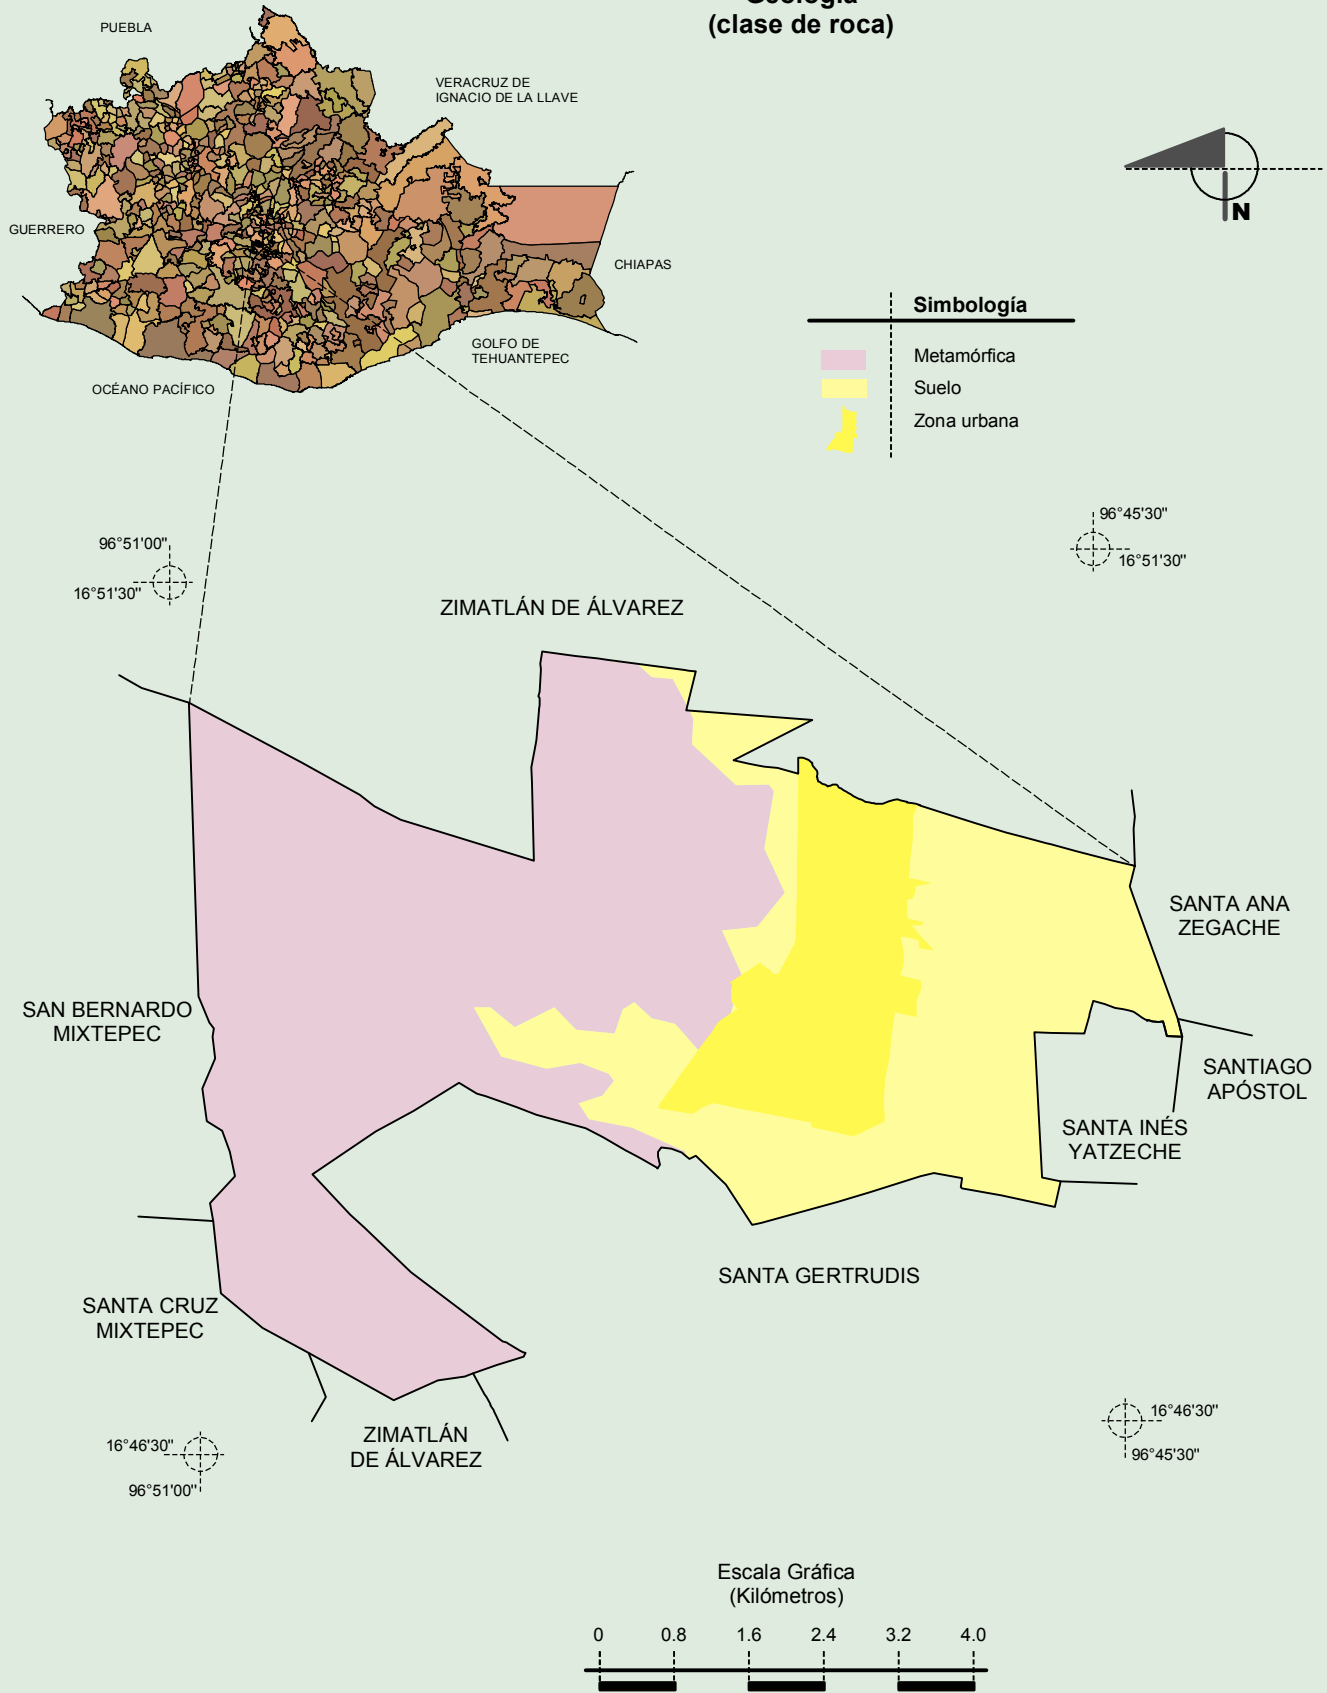 Geología
(clase de roca)
PUEBLA
VERACRUZ DE
IGNACIO DE LA LLAVE
GUERRERO
CHIAPAS
GOLFO DE
TEHUANTEPEC
OCÉANO PACÍFICO
N
Simbología
Metamórfica
Suelo
Zona urbana
96°51'00"
16°51'30"
96°45'30"
16°51'30"
ZIMATLÁN DE ÁLVAREZ
SANTA ANA
ZEGACHE
SAN BERNARDO
MIXTEPEC
SANTIAGO
APÓSTOL
SANTA INÉS
YATZECHE
SANTA GERTRUDIS
SANTA CRUZ
MIXTEPEC
ZIMATLÁN
DE ÁLVAREZ
16°46'30"
96°51'00"
16°46'30"
96°45'30"
Escala Gráfica
(Kilómetros)
0 0.8 1.6 2.4 3.2 4.0